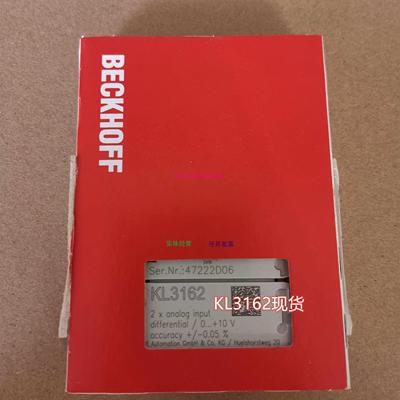 BECKHOFF
Ser.Nr.:47222D06
KL3162
KL3162现货
2 x analog input
differential / 0...+10 V
accuracy +/-0.05 %
Automation GmbH & Co. KG / Huelshorstweg 20